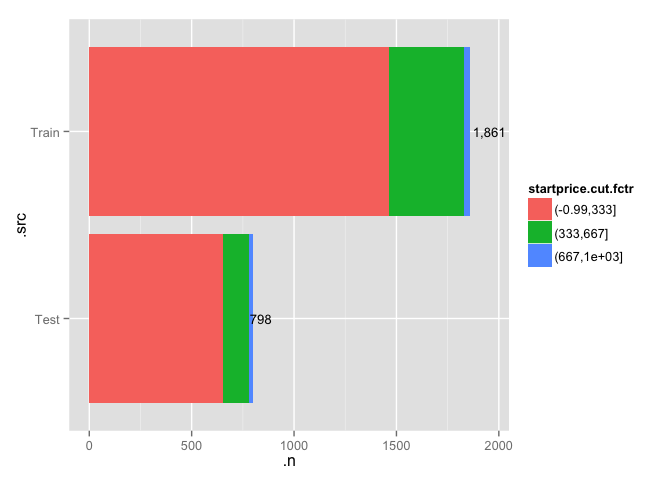 Train
1,861
Test
798
.src
0 500 1000 1500 2000
.n
startprice.cut.fctr
(-0.99,333]
(333,667]
(667,1e+03]